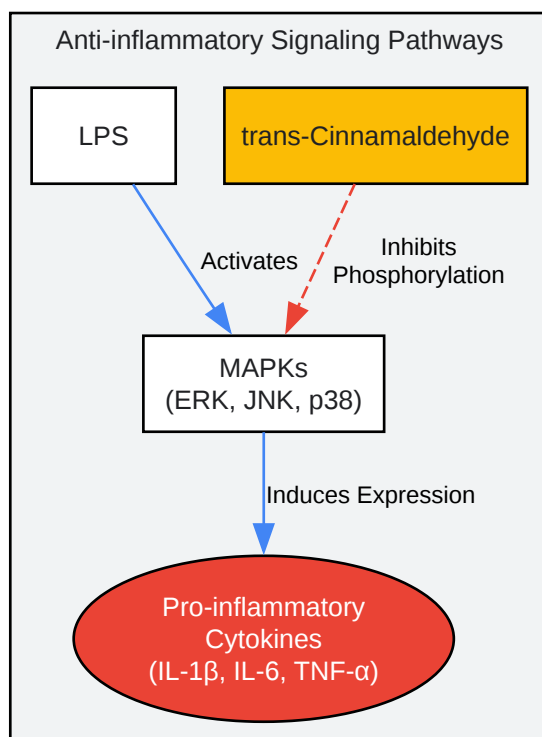 Anti-inflammatory Signaling Pathways
LPS
trans-Cinnamaldehyde
Activates
Inhibits
Phosphorylation
MAPKs
(ERK, JNK, p38)
Induces Expression
Pro-inflammatory
Cytokines
(IL-1β, IL-6, TNF-α)